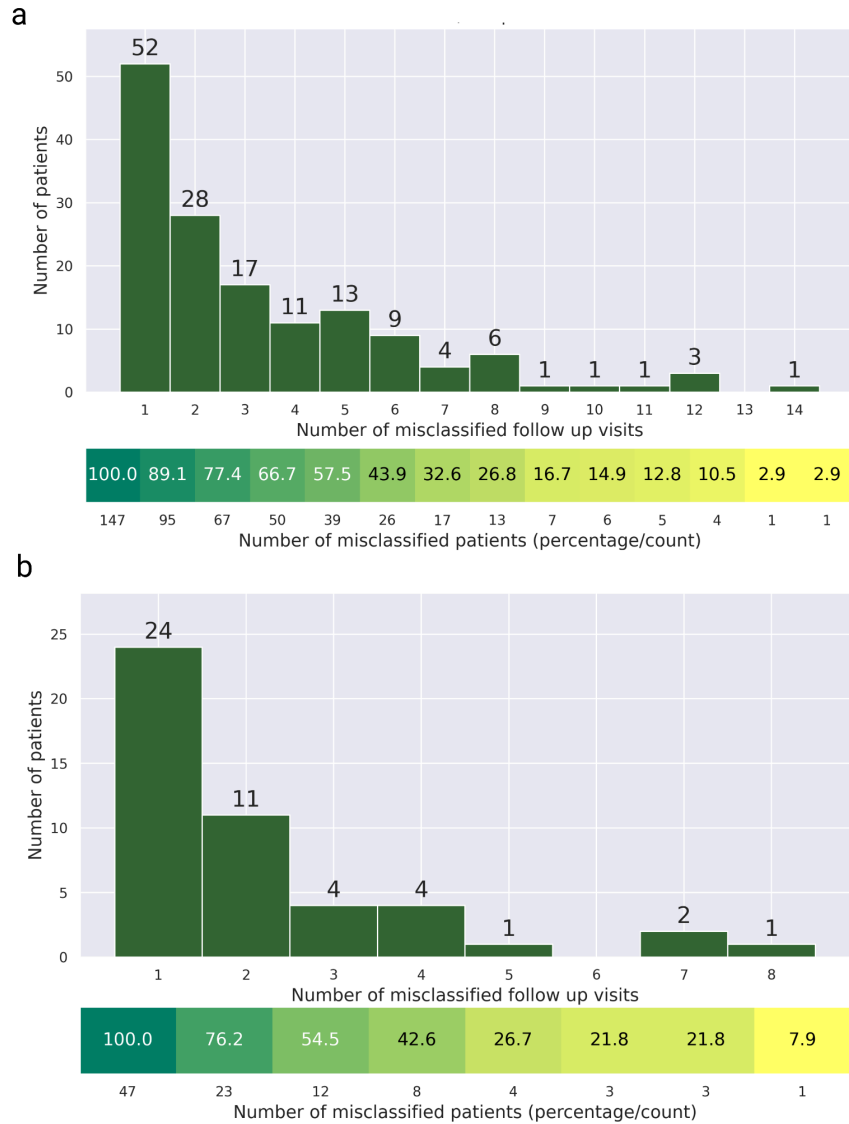 a
52
50
40
30
20
10
0
Number of patients
28
17
11
13
9
4
6
1
1
1
3
1
1 2 3 4 5 6 7 8 9 10 11 12 13 14
Number of misclassified follow up visits
100.0 89.1 77.4 66.7 57.5 43.9 32.6 26.8 16.7 14.9 12.8 10.5 2.9 2.9
147 95 67 50 39 26 17 13 7 6 5 4 1 1
Number of misclassified patients (percentage/count)
b
24
25
20
15
10
5
0
Number of patients
11
4
4
1
2
1
1 2 3 4 5 6 7 8
Number of misclassified follow up visits
100.0 76.2 54.5 42.6 26.7 21.8 21.8 7.9
47 23 12 8 4 3 3 1
Number of misclassified patients (percentage/count)